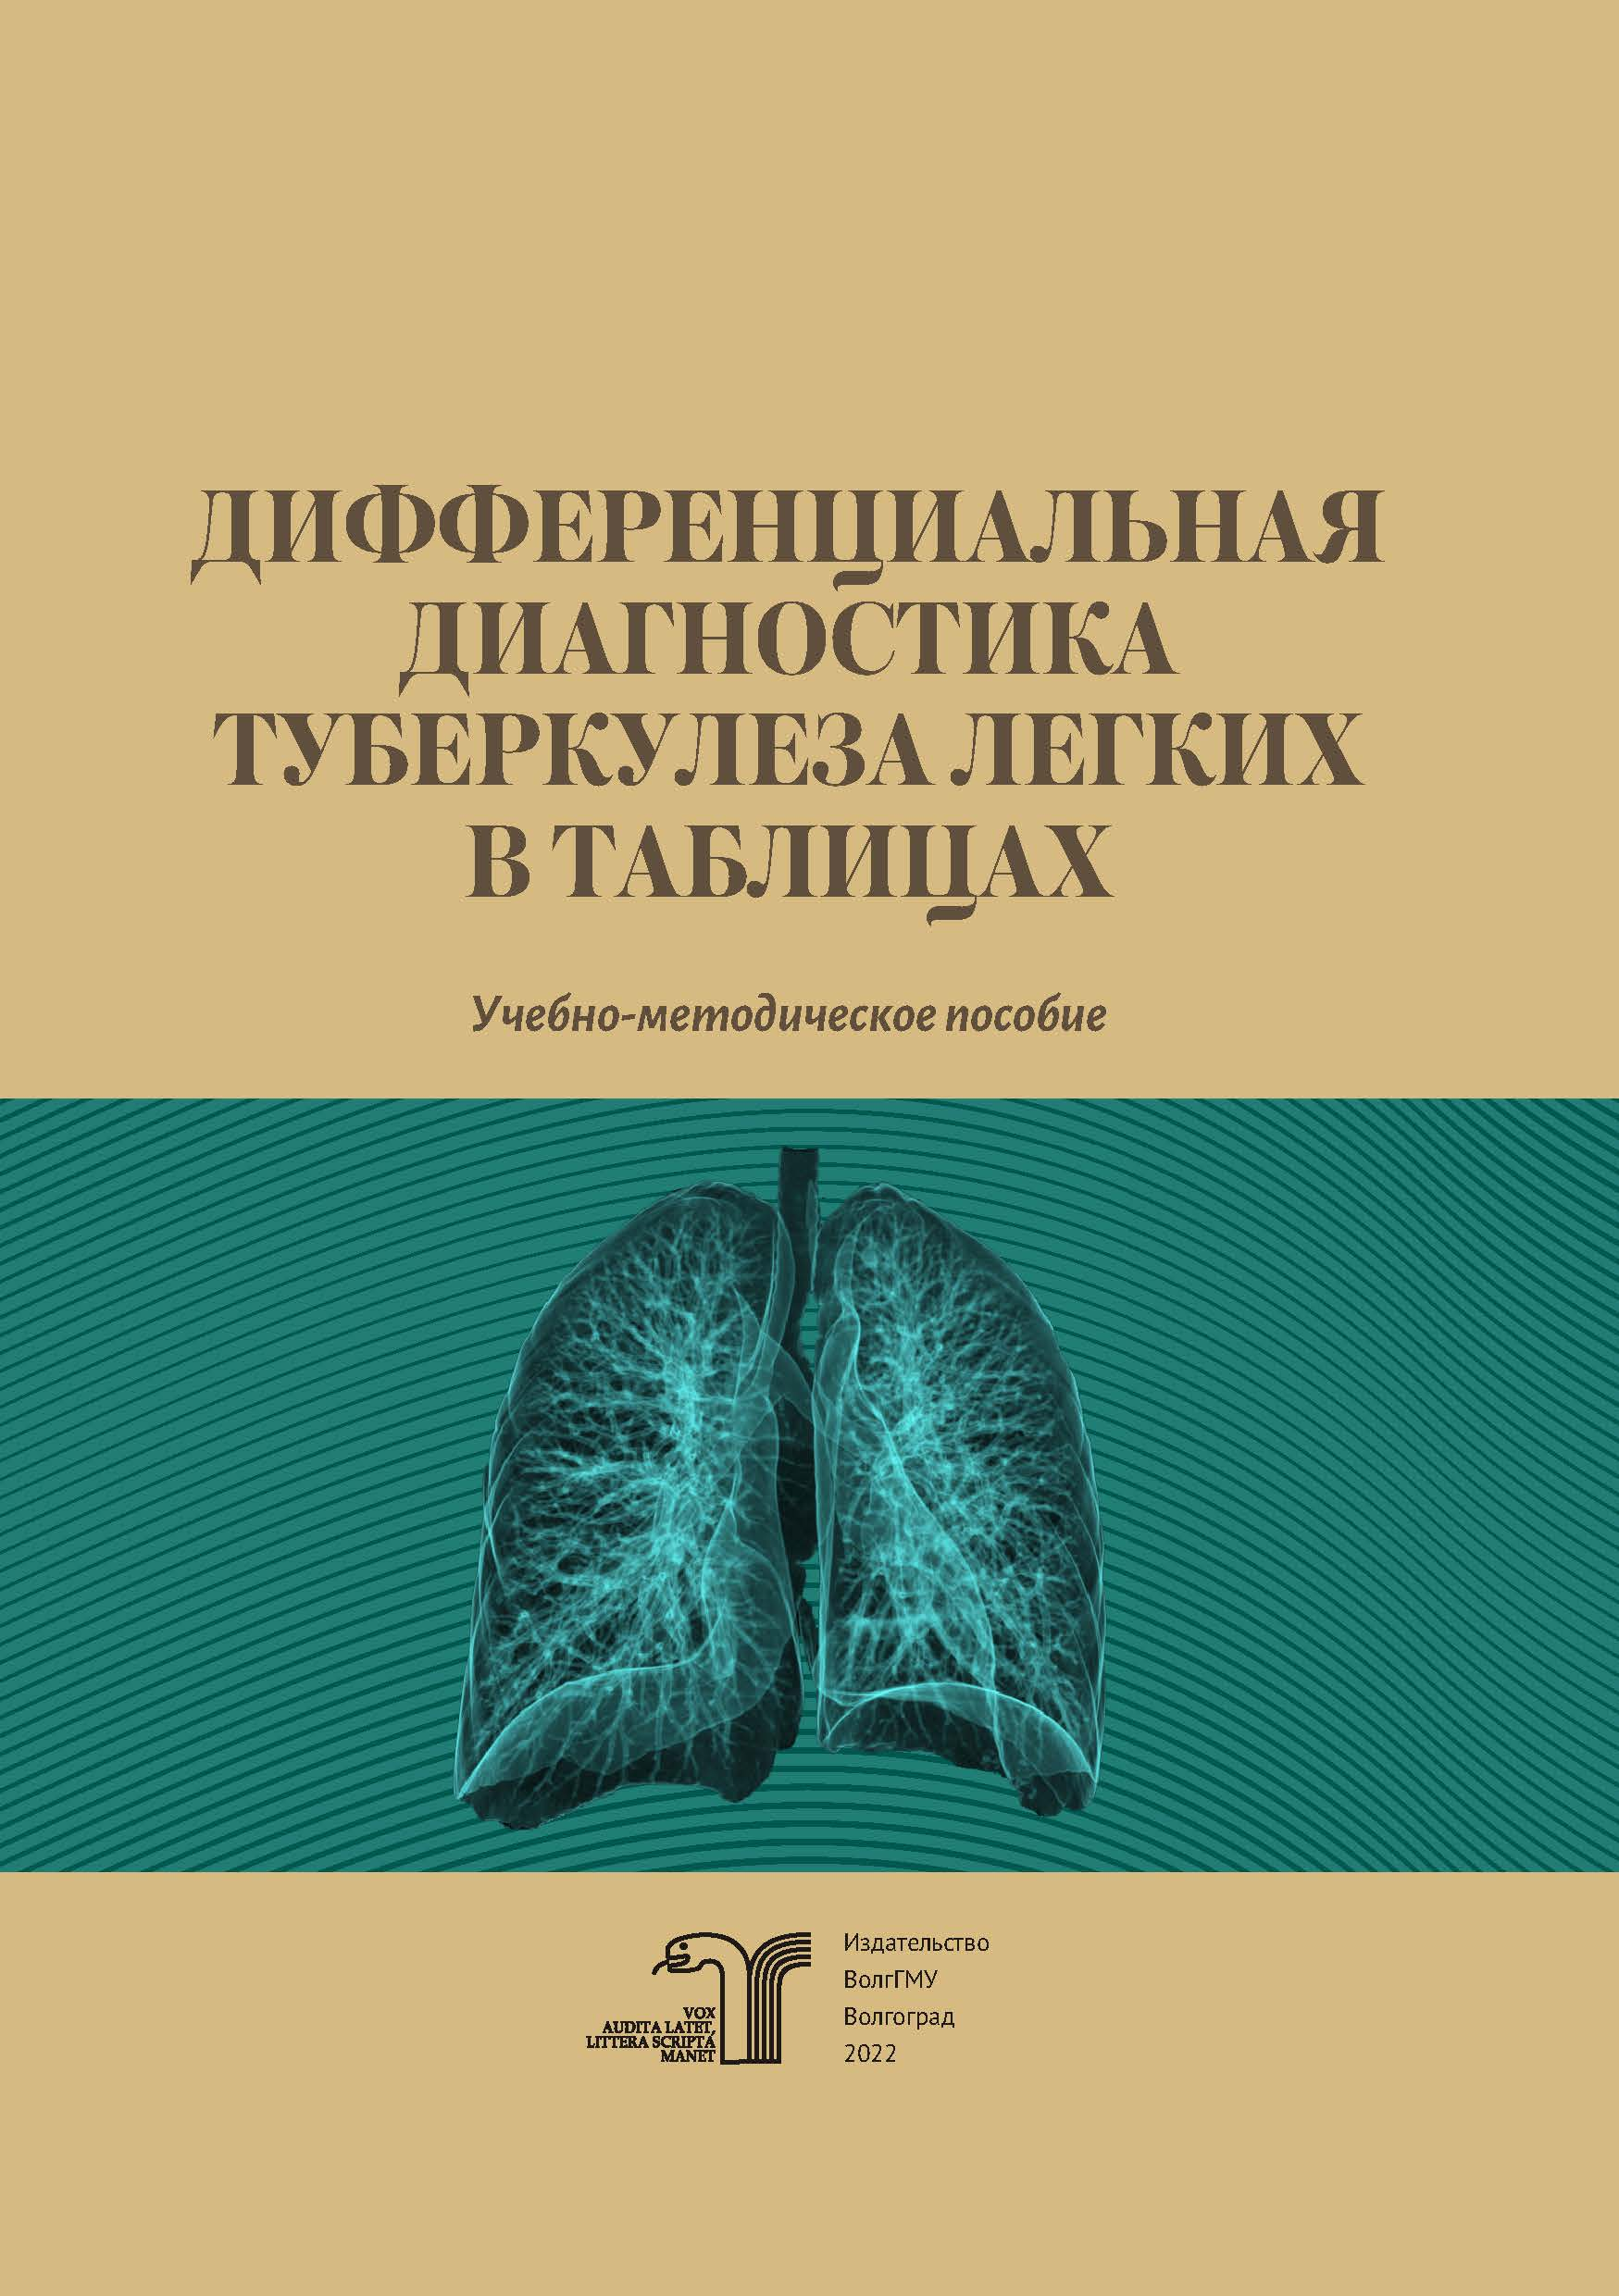 ДИФФЕРЕНЦИАЛЬНАЯ
ДИАГНОСТИКА
ТУБЕРКУЛЕЗА ЛЕГКИХ
В ТАБЛИЦАХ
Учебно-методическое пособие
VOX
AUDITA LATET,
LITTERA SCRIPTA
MANET
Издательство
ВолгГМУ
Волгоград
2022